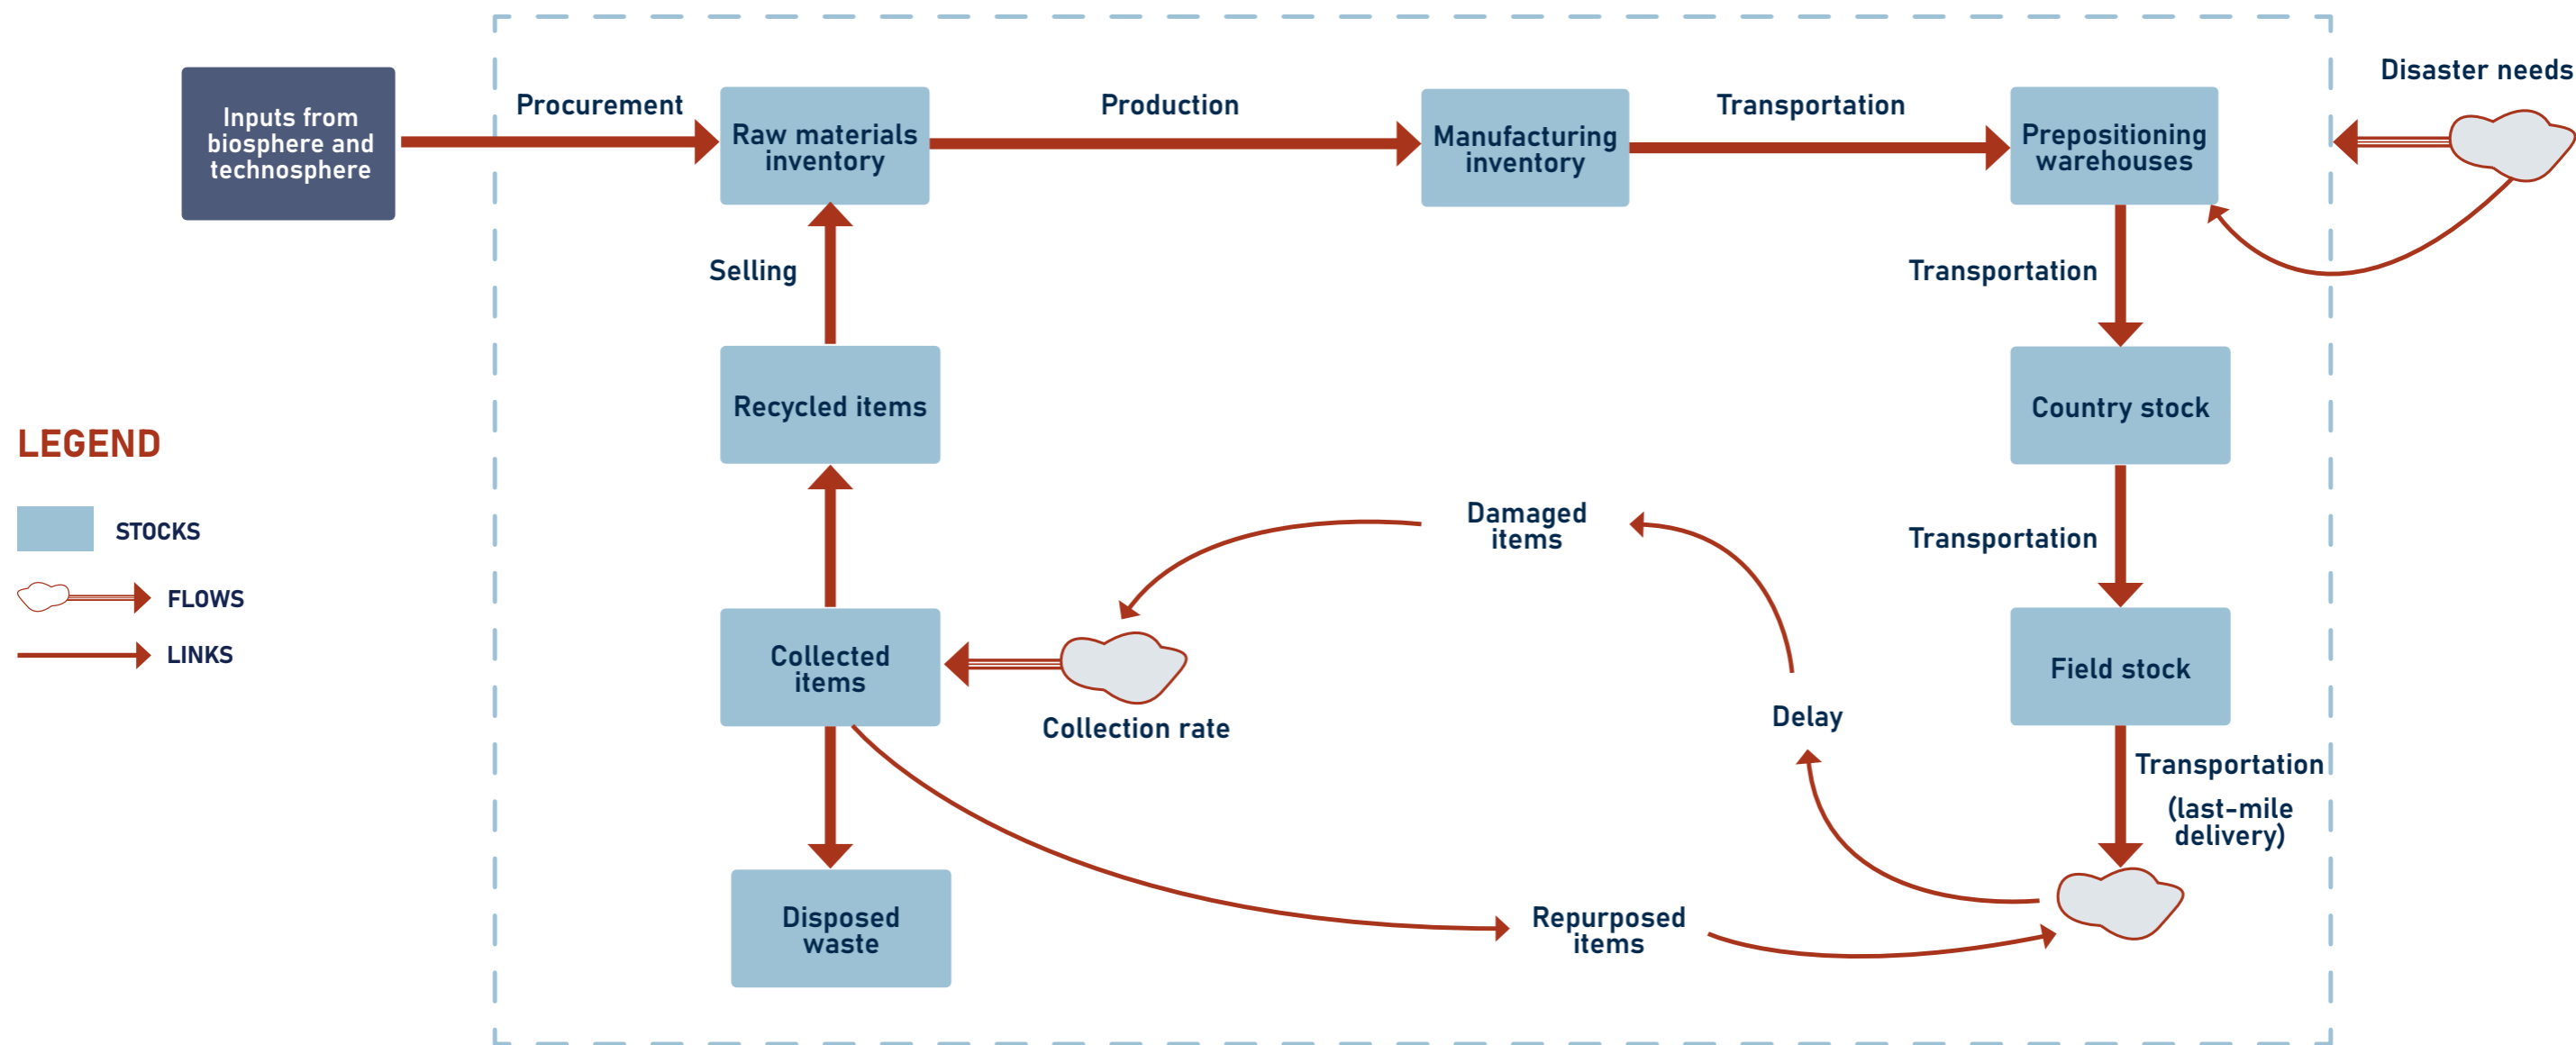 Disaster needs
Inputs from
biosphere and
technosphere
Procurement
Raw materials
inventory
Production
Manufacturing
inventory
Transportation
Prepositioning
warehouses
Selling
Transportation
Recycled items
Country stock
LEGEND
STOCKS
FLOWS
LINKS
Damaged
items
Transportation
Collected
items
Collection rate
Delay
Field stock
Transportation
(last-mile
delivery)
Disposed
waste
Repurposed
items